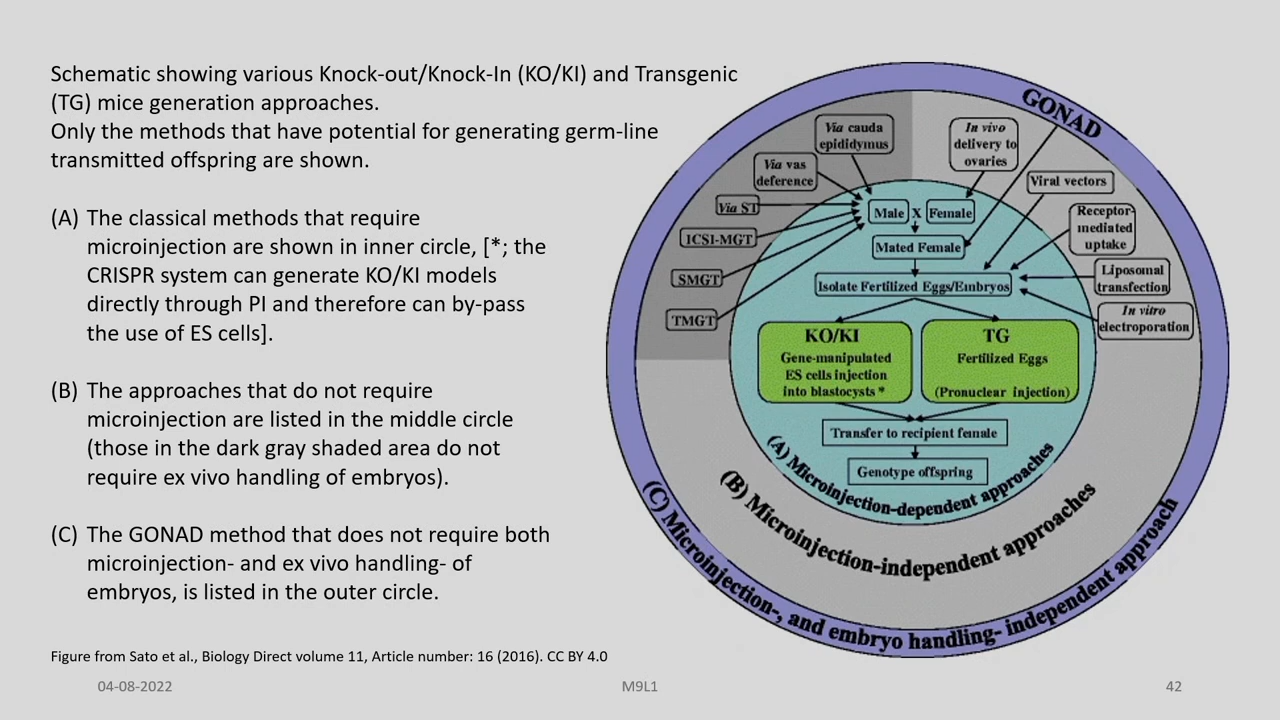 Schematic showing various Knock-out/Knock-In (KO/KI) and Transgenic
(TG) mice generation approaches.
Only the methods that have potential for generating germ-line
transmitted offspring are shown.
(A) The classical methods that require
microinjection are shown in inner circle, [*; the
CRISPR system can generate KO/KI models
directly through PI and therefore can by-pass
the use of ES cells].
(B) The approaches that do not require
microinjection are listed in the middle circle
(those in the dark gray shaded area do not
require ex vivo handling of embryos).
(C) The GONAD method that does not require both
microinjection- and ex vivo handling- of
embryos, is listed in the outer circle.
Figure from Sato et al., Biology Direct volume 11, Article number: 16 (2016). CC BY 4.0
GONAD
Via cauda
epididymus
In vivo
delivery to
ovaries
Via vas
deference
Viral vectors
Via ST
Receptor-
mediated
uptake
ICSI-MGT
Liposomal
transfection
SMGT
In vitro
electroporation
TMGT
Male X Female
Mated Female
Isolate Fertilized Eggs/Embryos
KO/KI
Gene-manipulated
ES cells injection
into blastocysts *
TG
Fertilized Eggs
(Pronuclear injection)
Transfer to recipient female
Genotype offspring
(A) Microinjection-dependent approaches
(B) Microinjection-independent approaches
(C) Microinjection-, and embryo handling- independent approach
04-08-2022
M9L1
42